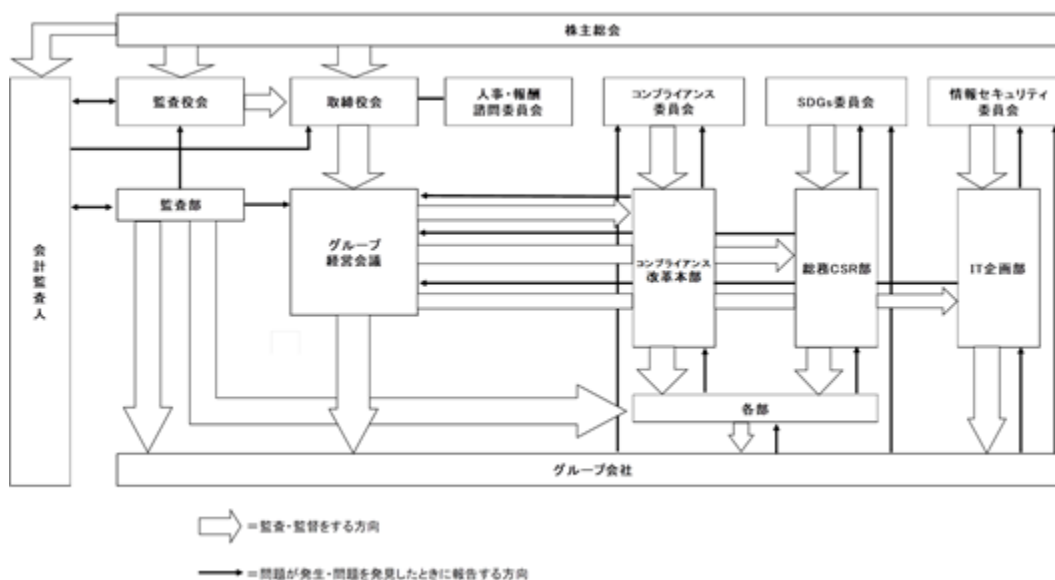 株主総会
監査役会
取締役会
人事・報酬
諮問委員会
コンプライアンス
委員会
SDGs委員会
情報セキュリティ
委員会
会計監査人
監査部
グループ
経営会議
コンプライアンス
改革本部
総務CSR部
IT企画部
各部
グループ会社
=監査・監督をする方向
=問題が発生・問題を発見したときに報告する方向